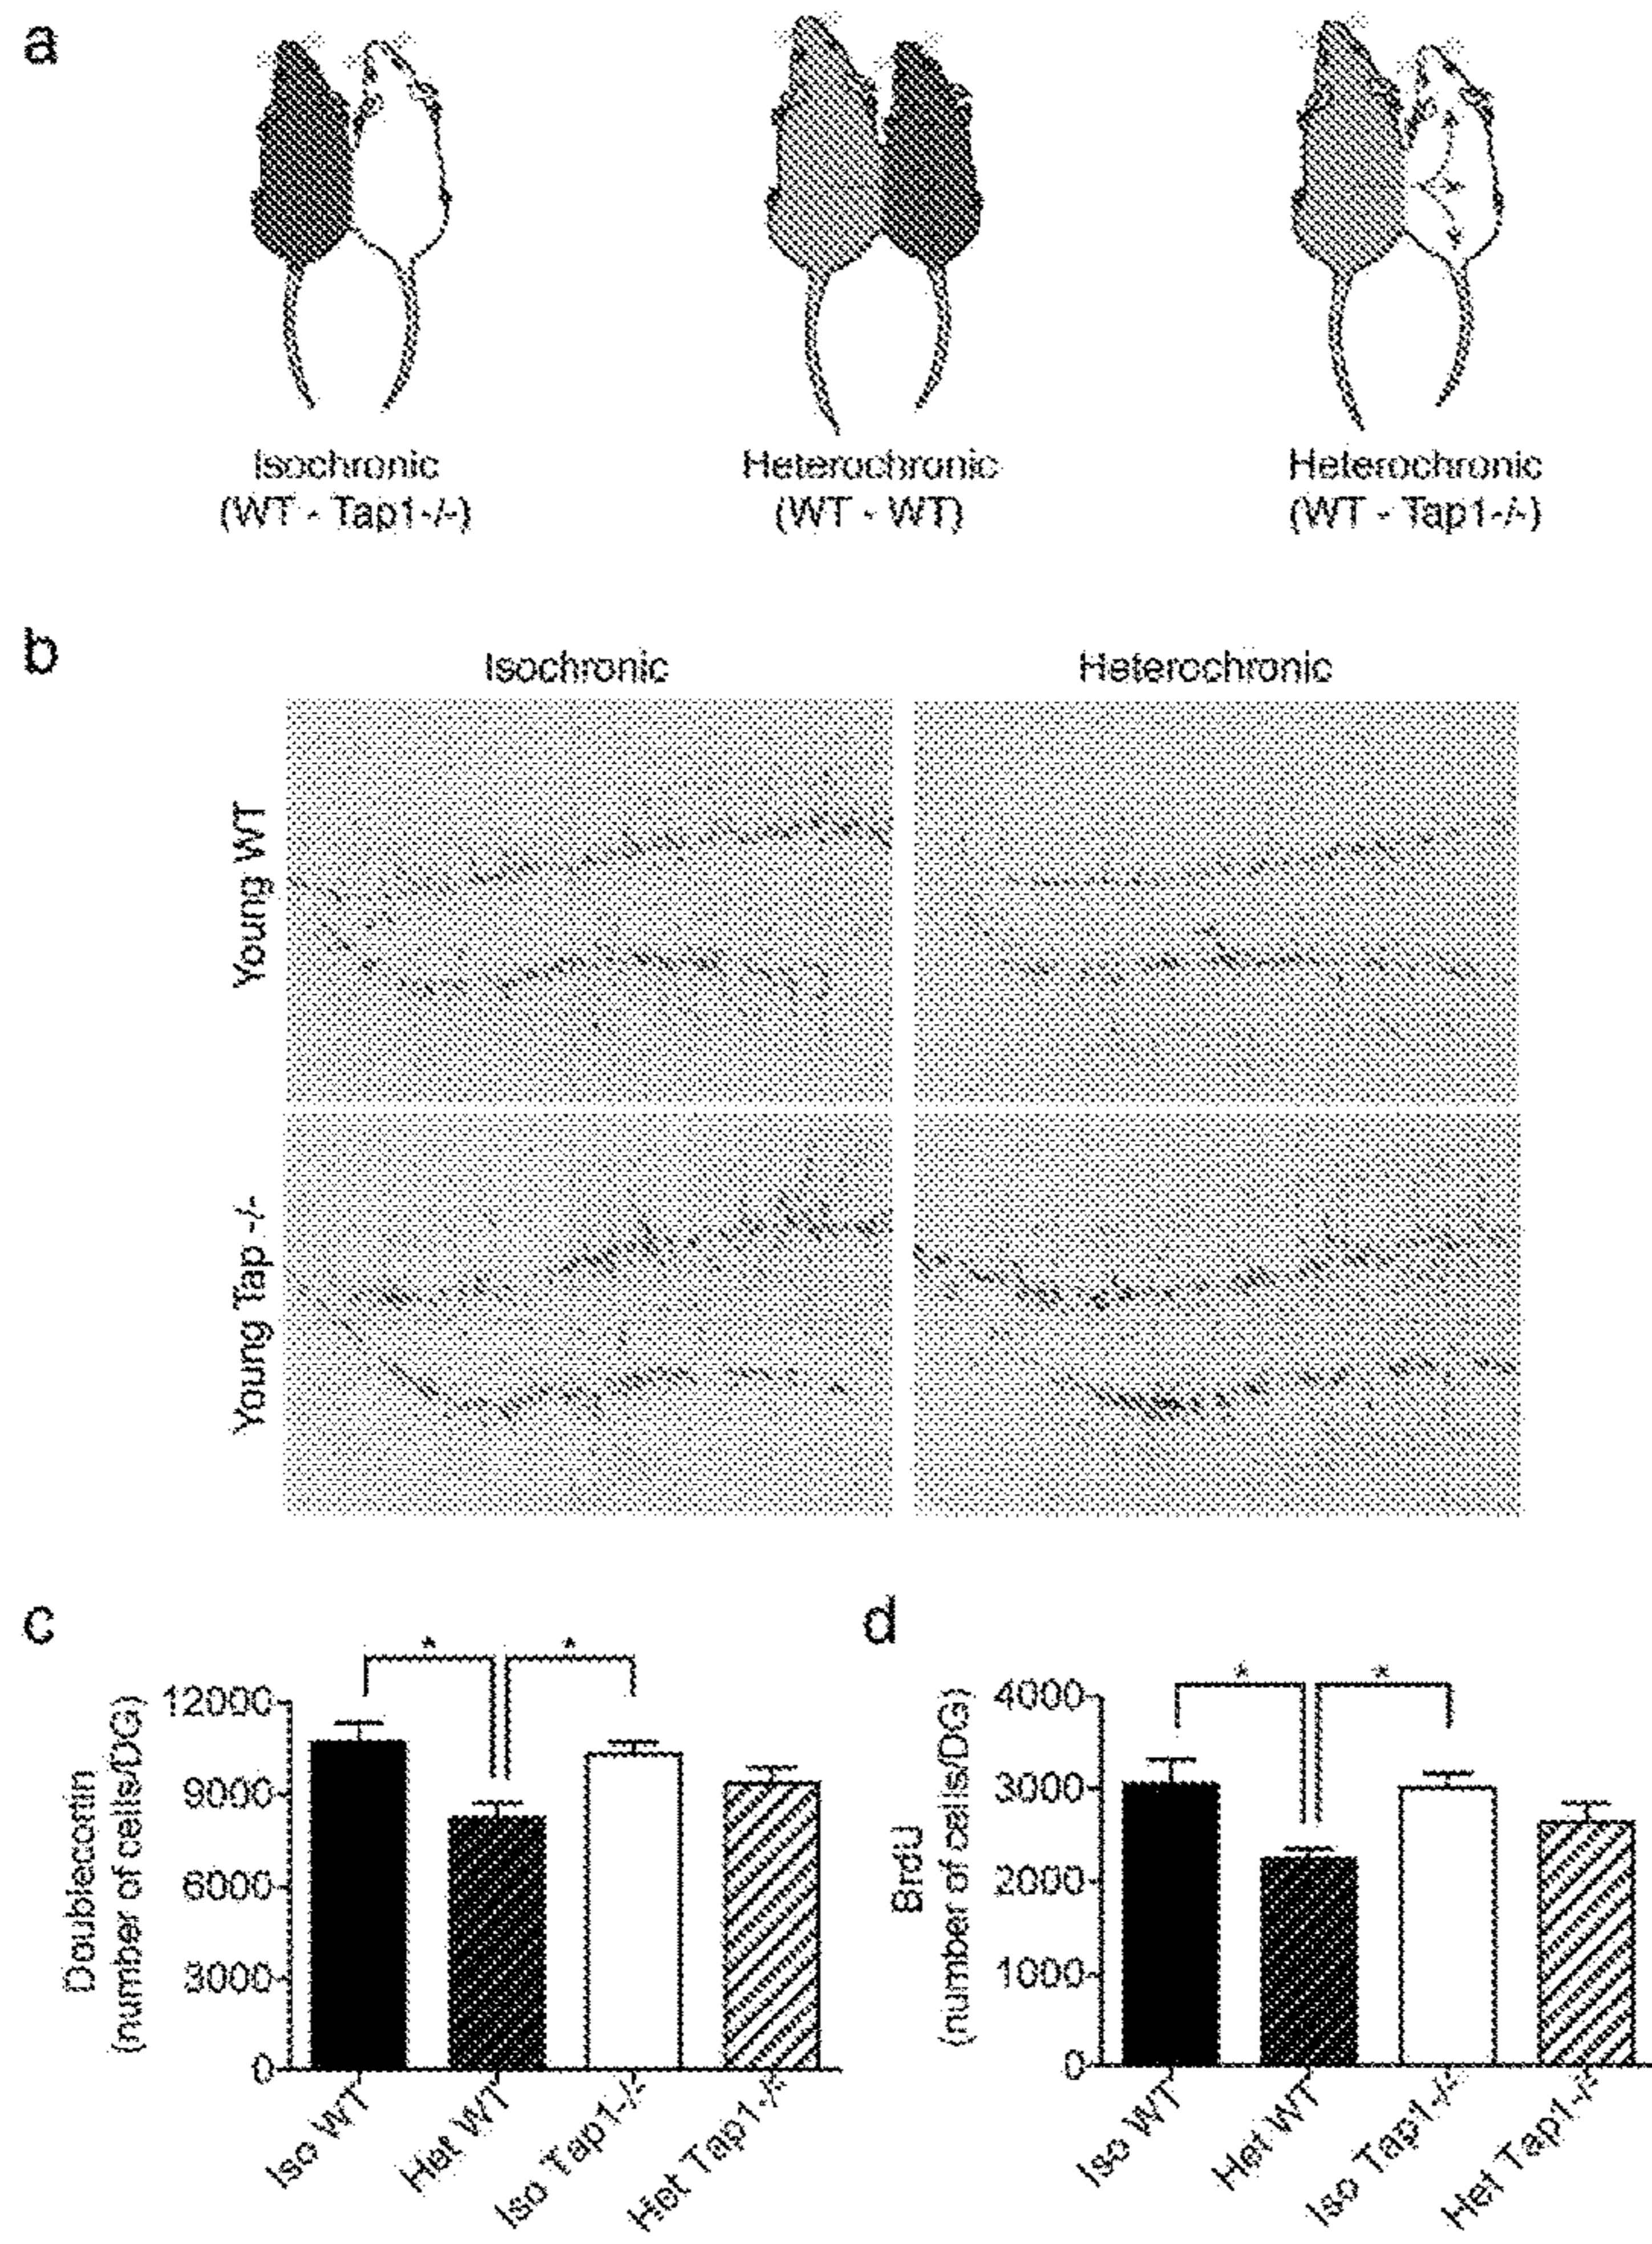 a
Isochronic
(WT - Tap1-/-)
Heterochronic
(WT - WT)
Heterochronic
(WT - Tap1-/-)
b
Isochronic
Heterochronic
Young WT
Young Tap -/-
c
*
*
Doublecortin
(number of cells/DG)
12000
9000
6000
3000
0
Iso WT
Het WT
Iso Tap1-/-
Het Tap1-/-
d
*
*
BrdU
(number of cells/DG)
4000
3000
2000
1000
0
Iso WT
Het WT
Iso Tap1-/-
Het Tap1-/-